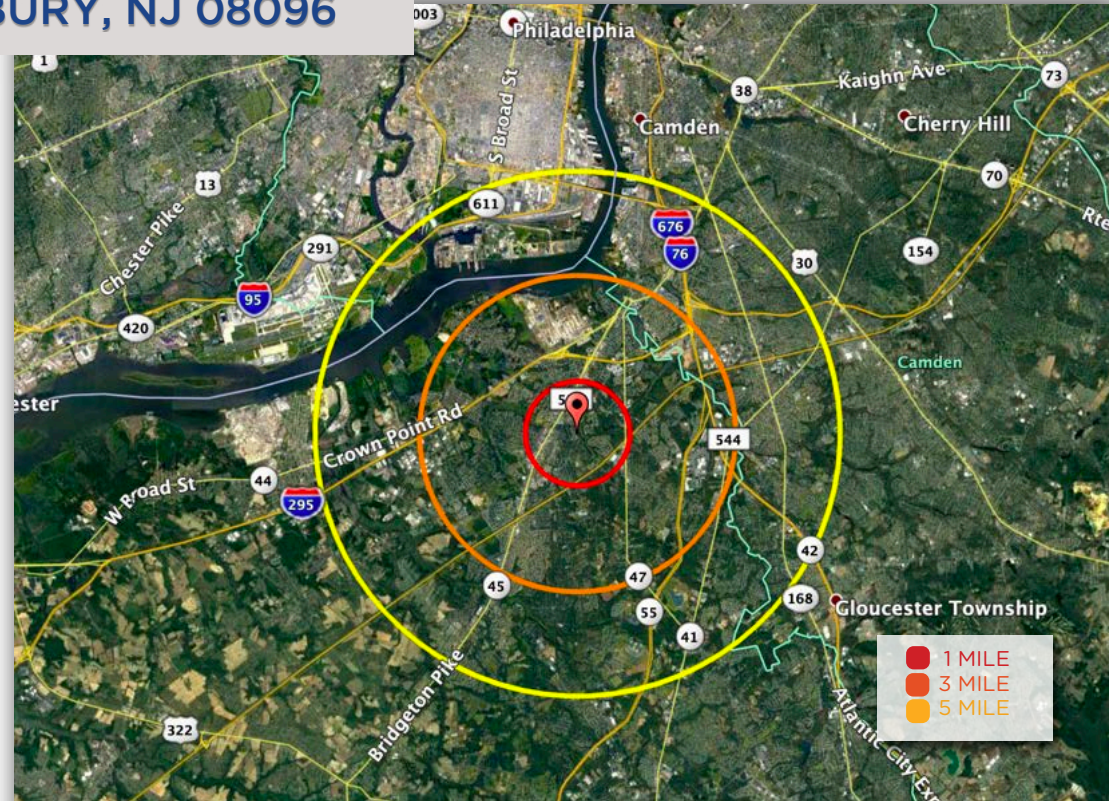 BURY, NJ 08096
003
Philadelphia
1
S Broad St
38
Kaighn Ave
73
Camden
Cherry Hill
13
70
611
Rte
Chester Pike
676
291
76
154
30
95
420
Camden
ester
Crown Point Rd
544
44
W Broad St
295
42
45
47
168
55
Gloucester Township
41
1 MILE
3 MILE
5 MILE
Bridgeton Pike
322
Atlantic City Exp